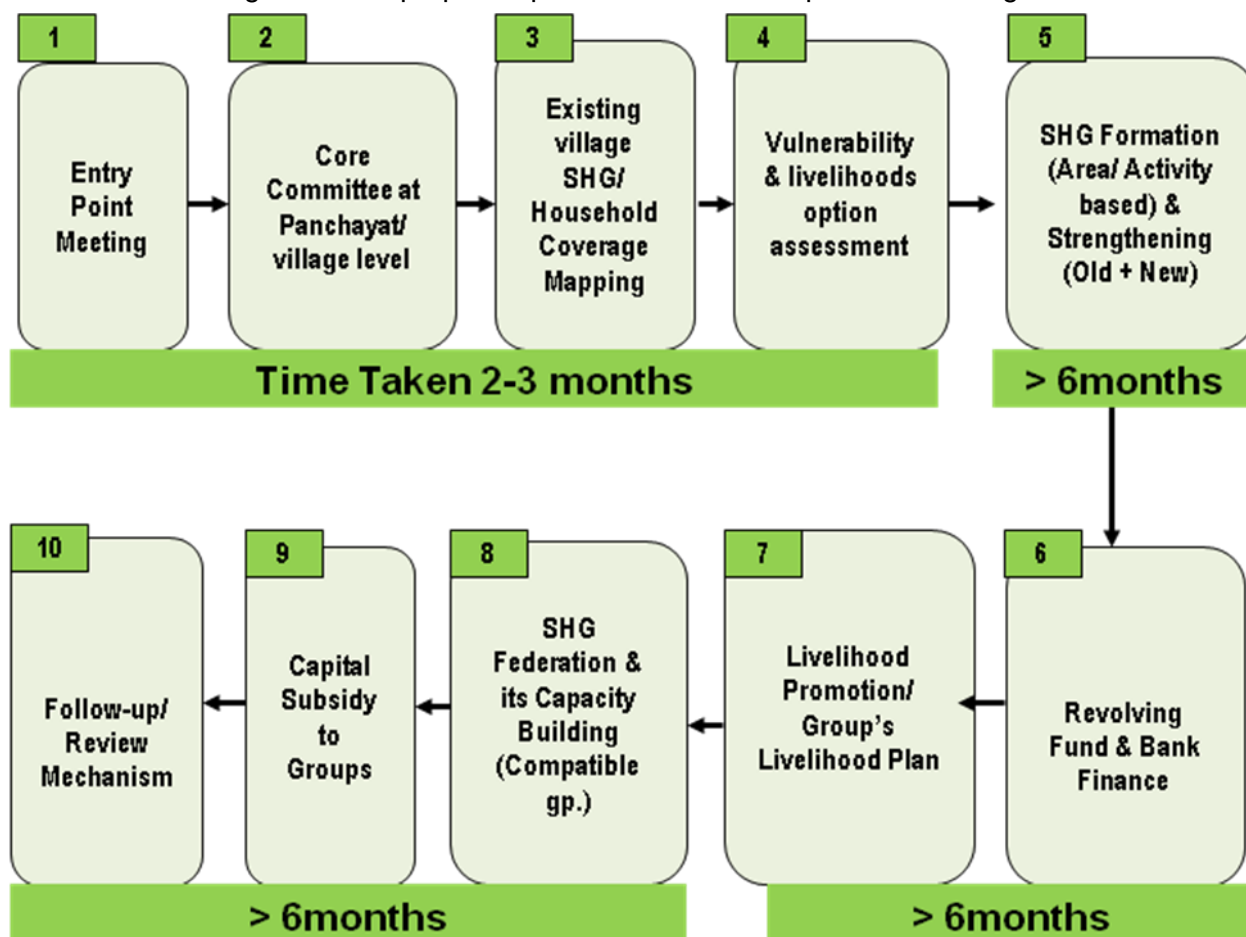 1
Entry
Point
Meeting
2
Core
Committee at
Panchayat/
village level
3
Existing
village
SHG/
Household
Coverage
Mapping
4
Vulnerability
& livelihoods
option
assessment
5
SHG Formation
(Area/ Activity
based) &
Strengthening
(Old + New)
Time Taken 2-3 months
> 6months
6
Revolving
Fund & Bank
Finance
7
Livelihood
Promotion/
Group's
Livelihood Plan
8
SHG
Federation &
its Capacity
Building
(Compatible
gp.)
9
Capital
Subsidy
to
Groups
10
Follow-up/
Review
Mechanism
> 6months
> 6months